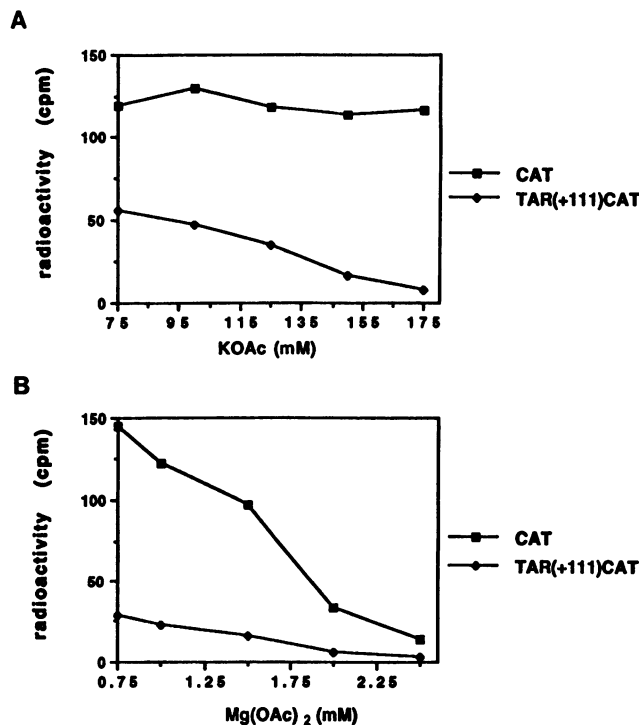 A
radioactivity (cpm)
150
100
50
0
75 95 115 135 155 175
KOAc (mM)
CAT
TAR(+111)CAT
B
radioactivity (cpm)
150
100
50
0
0.75 1.25 1.75 2.25
Mg(OAc)2 (mM)
CAT
TAR(+111)CAT